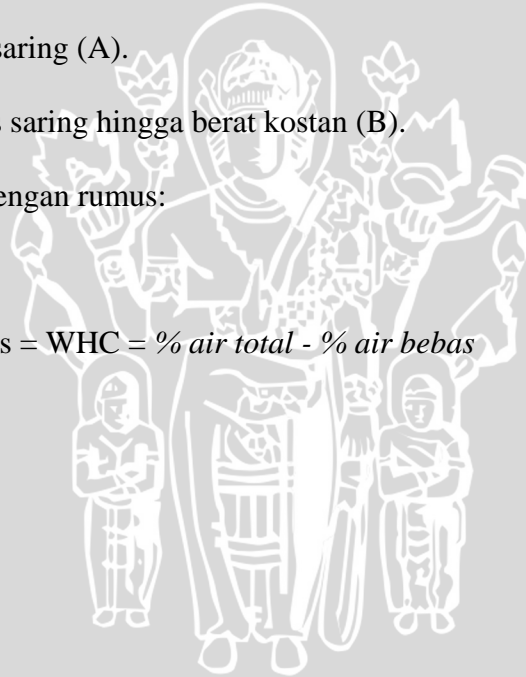 saring (A).
saring hingga berat kostan (B).
engan rumus:
s = WHC = % air total - % air bebas